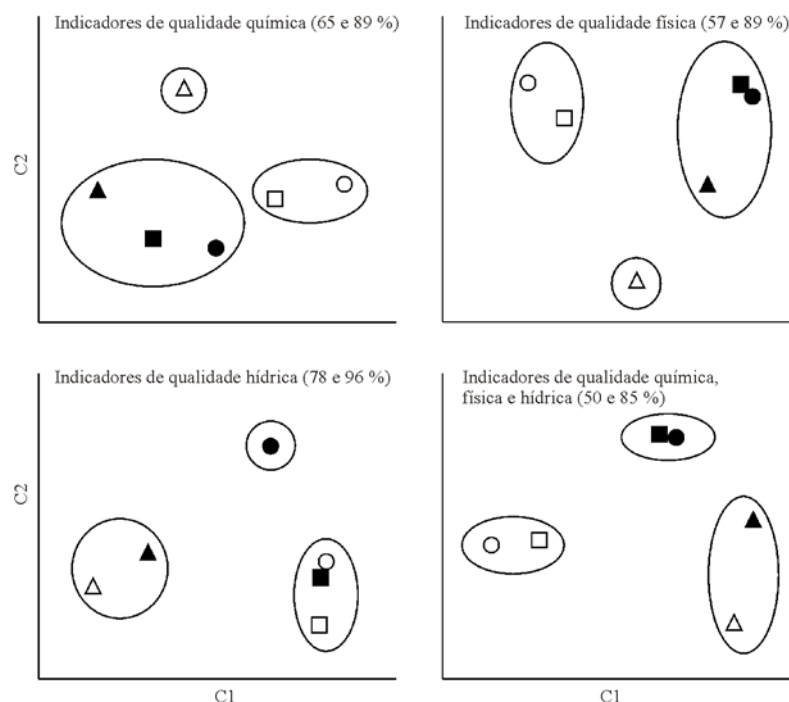 Indicadores de qualidade química (65 e 89 %)
Indicadores de qualidade física (57 e 89 %)
C2
Indicadores de qualidade hídrica (78 e 96 %)
Indicadores de qualidade química,
física e hídrica (50 e 85 %)
C2
C1
C1